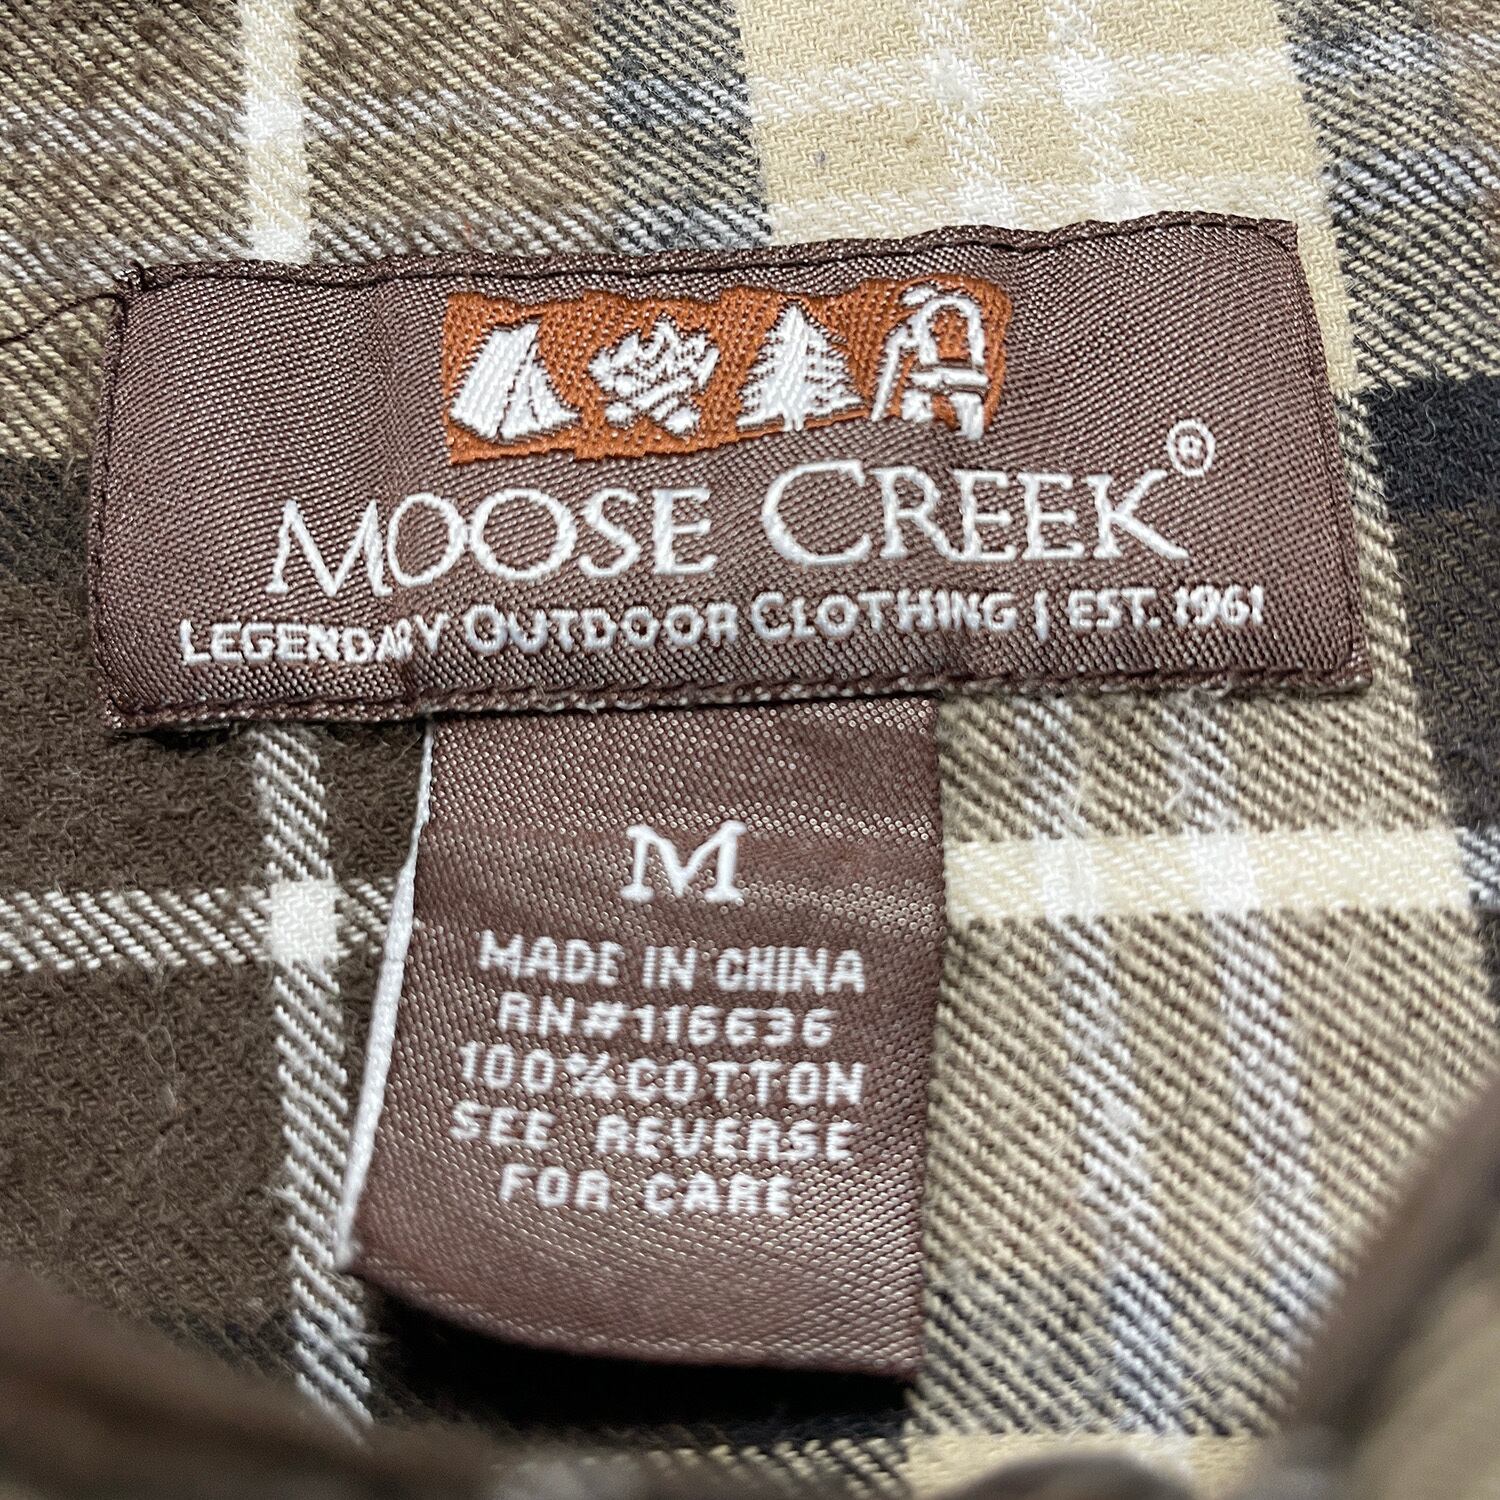 MOOSE CREEK®
LEGENDARY OUTDOOR CLOTHING | EST. 1961
M
MADE IN CHINA
RN#116636
100%COTTON
SEE REVERSE
FOR CARE